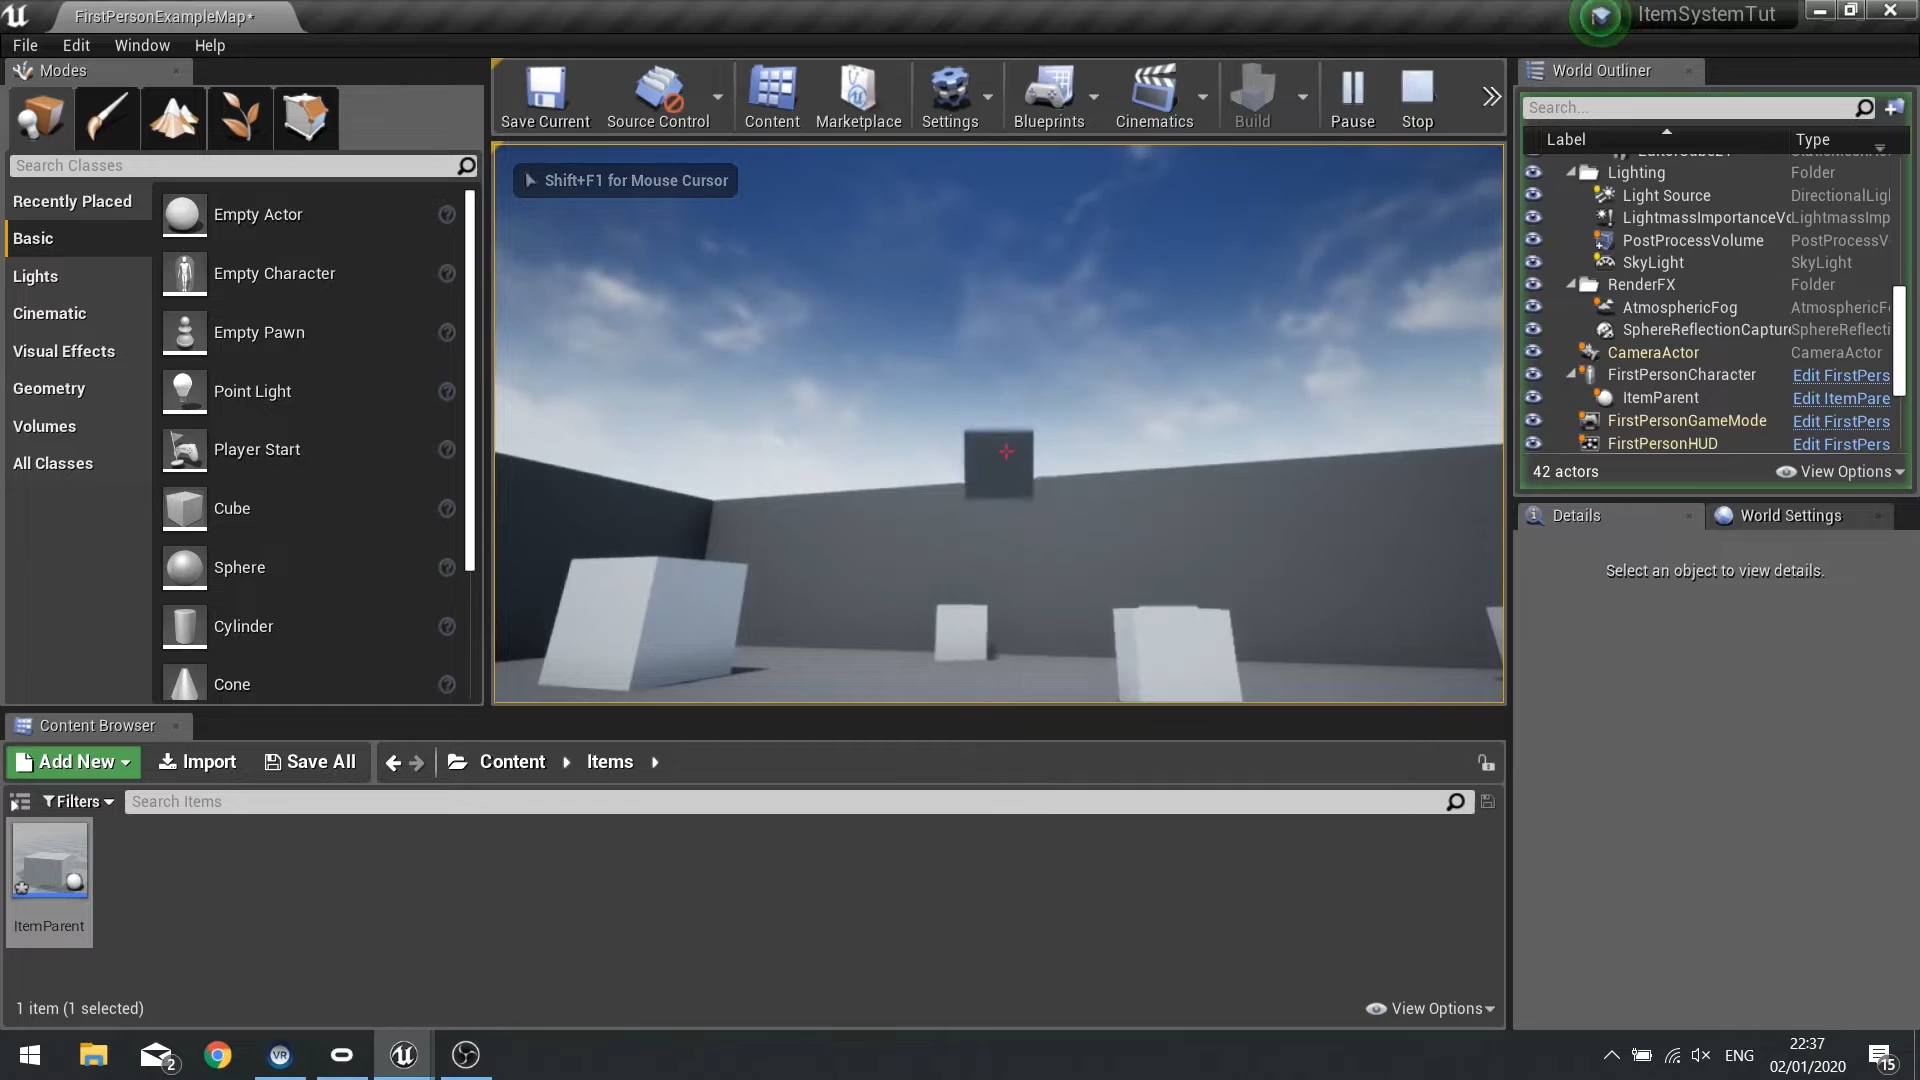 FirstPersonExampleMap*
ItemSystemTut
File Edit Window Help
Modes
Save Current
Source Control
Content
Marketplace
Settings
Blueprints
Cinematics
Build
Pause
Stop
World Outliner
Search...
Label
Type
Search Classes
Recently Placed
Basic
Lights
Cinematic
Visual Effects
Geometry
Volumes
All Classes
Empty Actor
Empty Character
Empty Pawn
Point Light
Player Start
Cube
Sphere
Cylinder
Cone
Shift+F1 for Mouse Cursor
Lighting Folder
Light Source DirectionalLigl
LightmassImportanceVo LightmassImp
PostProcessVolume PostProcessV
SkyLight SkyLight
RenderFX Folder
AtmosphericFog AtmosphericF
SphereReflectionCapture SphereReflecti
CameraActor CameraActor
FirstPersonCharacter Edit FirstPers
ItemParent Edit ItemPare
FirstPersonGameMode Edit FirstPers
FirstPersonHUD Edit FirstPers
42 actors
View Options
Details
World Settings
Select an object to view details.
Content Browser
Add New
Import
Save All
Content
Items
Filters
Search Items
ItemParent
1 item (1 selected)
View Options
2
VR
ENG
22:37
02/01/2020
15